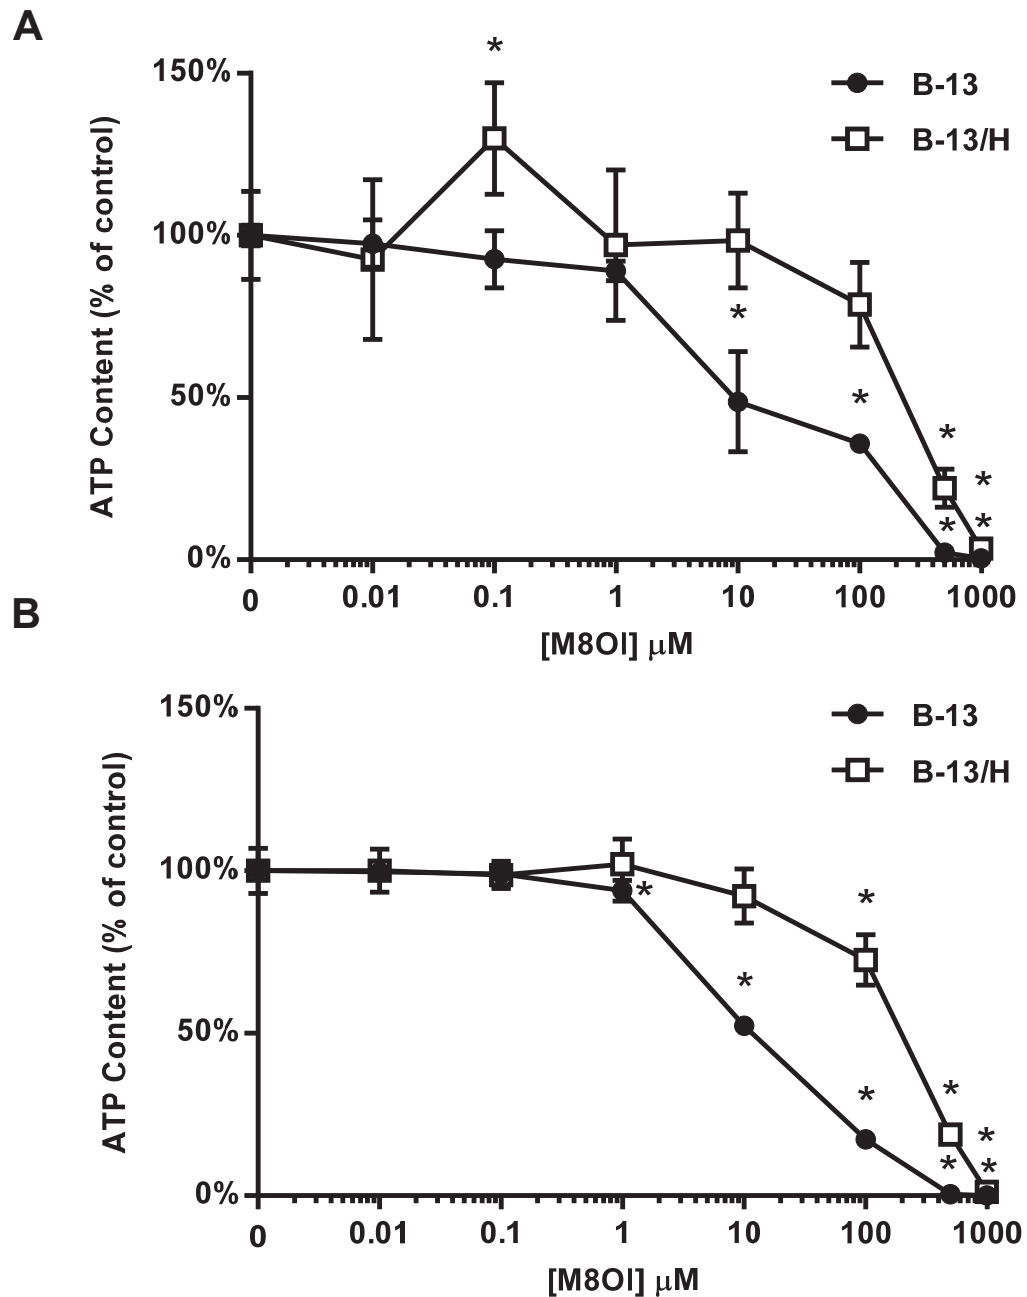 A
*
150%
B-13
B-13/H
100%
*
50%
*
*
*
*
*
0%
0 0.01 0.1 1 10 100 1000
[M8OI] μM
ATP Content (% of control)
B
150%
B-13
B-13/H
100%
*
*
*
50%
*
*
*
*
*
0%
0 0.01 0.1 1 10 100 1000
[M8OI] μM
ATP Content (% of control)